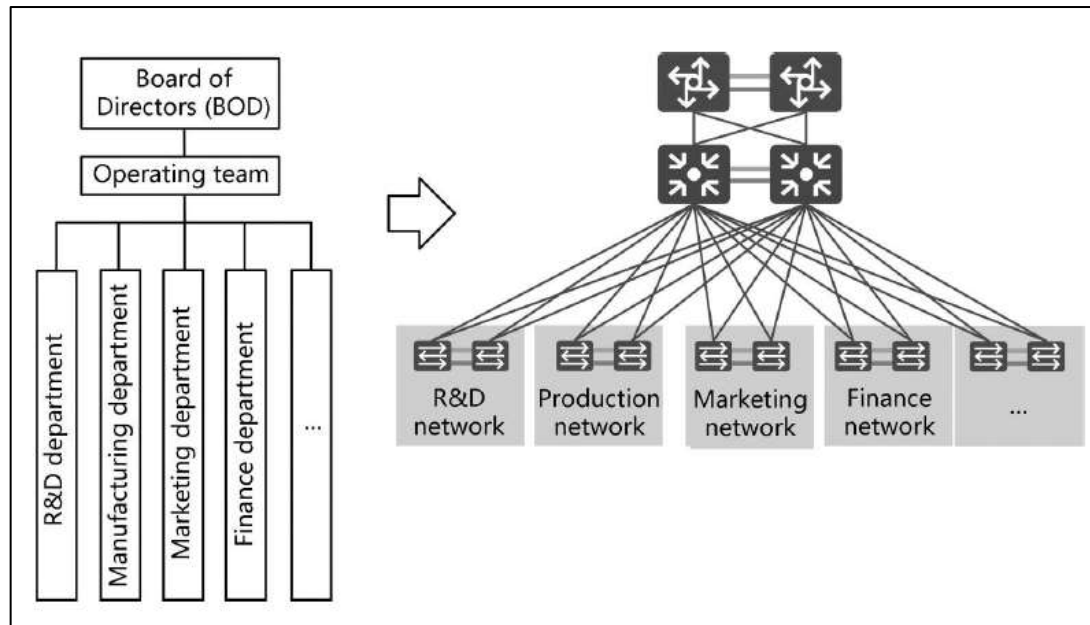 Board of
Directors (BOD)
Operating team
R&D department
Manufacturing department
Marketing department
Finance department
...
R&D
network
Production
network
Marketing
network
Finance
network
...